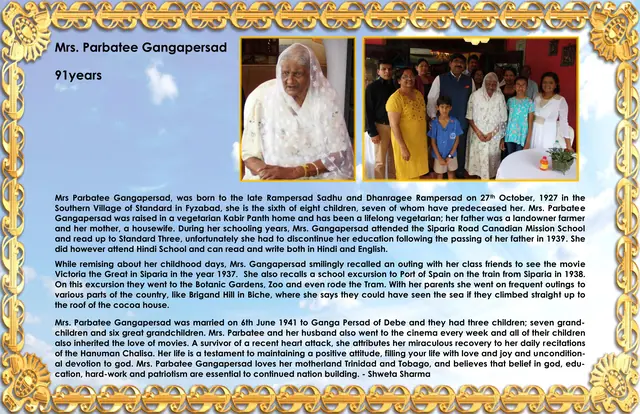 Mrs. Parbatee Gangapersad
91years
Mrs Parbatee Gangapersad, was born to the late Rampersad Sadhu and Dhanragee Rampersad on 27th October, 1927 in the
Southern Village of Standard in Fyzabad, she is the sixth of eight children, seven of whom have predeceased her. Mrs. Parbatee
Gangapersad was raised in a vegetarian Kabir Panth home and has been a lifelong vegetarian; her father was a landowner farmer
and her mother, a housewife. During her schooling years, Mrs. Gangapersad attended the Siparia Road Canadian Mission School
and read up to Standard Three, unfortunately she had to discontinue her education following the passing of her father in 1939. She
did however attend Hindi School and can read and write both in Hindi and English.
While remising about her childhood days, Mrs. Gangapersad smilingly recalled an outing with her class friends to see the movie
Victoria the Great in Siparia in the year 1937. She also recalls a school excursion to Port of Spain on the train from Siparia in 1938.
On this excursion they went to the Botanic Gardens, Zoo and even rode the Tram. With her parents she went on frequent outings to
various parts of the country, like Brigand Hill in Biche, where she says they could have seen the sea if they climbed straight up to
the roof of the cocoa house.
Mrs. Parbatee Gangapersad was married on 6th June 1941 to Ganga Persad of Debe and they had three children; seven grand-
children and six great grandchildren. Mrs. Parbatee and her husband also went to the cinema every week and all of their children
also inherited the love of movies. A survivor of a recent heart attack, she attributes her miraculous recovery to her daily recitations
of the Hanuman Chalisa. Her life is a testament to maintaining a positive attitude, filling your life with love and joy and uncondition-
al devotion to god. Mrs. Parbatee Gangapersad loves her motherland Trinidad and Tobago, and believes that belief in god, edu-
cation, hard-work and patriotism are essential to continued nation building. - Shweta Sharma